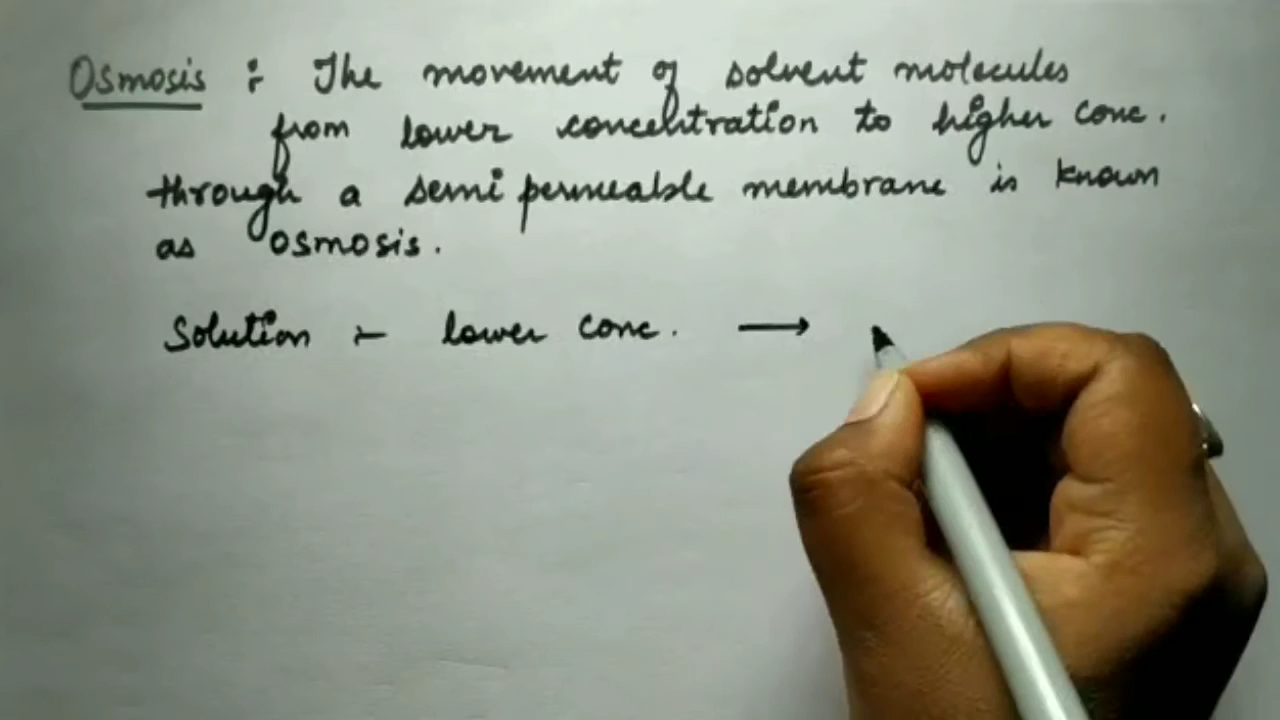 Osmosis :- The movement of solvent molecules
from lower concentration to higher conc.
through a semi permeable membrane is known
as osmosis.
Solution :- lower conc. →